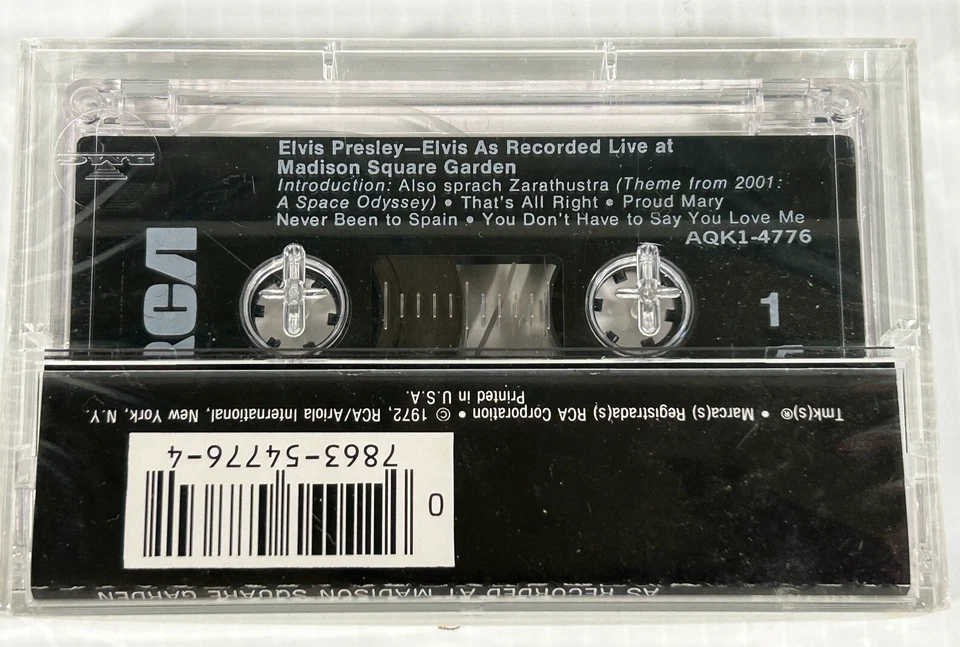 Elvis Presley—Elvis As Recorded Live at
Madison Square Garden
Introduction: Also sprach Zarathustra (Theme from 2001:
A Space Odyssey) • That's All Right • Proud Mary
Never Been to Spain • You Don't Have to Say You Love Me
AQK1-4776
BMG
RCA
1
Tmk(s)® • Marca(s) Registrada(s) RCA Corporation • © 1972, RCA/Ariola International, New York, N.Y.
Printed in U.S.A.
0
7863-54776-4
AS RECORDED AT MADISON SQUARE GARDEN